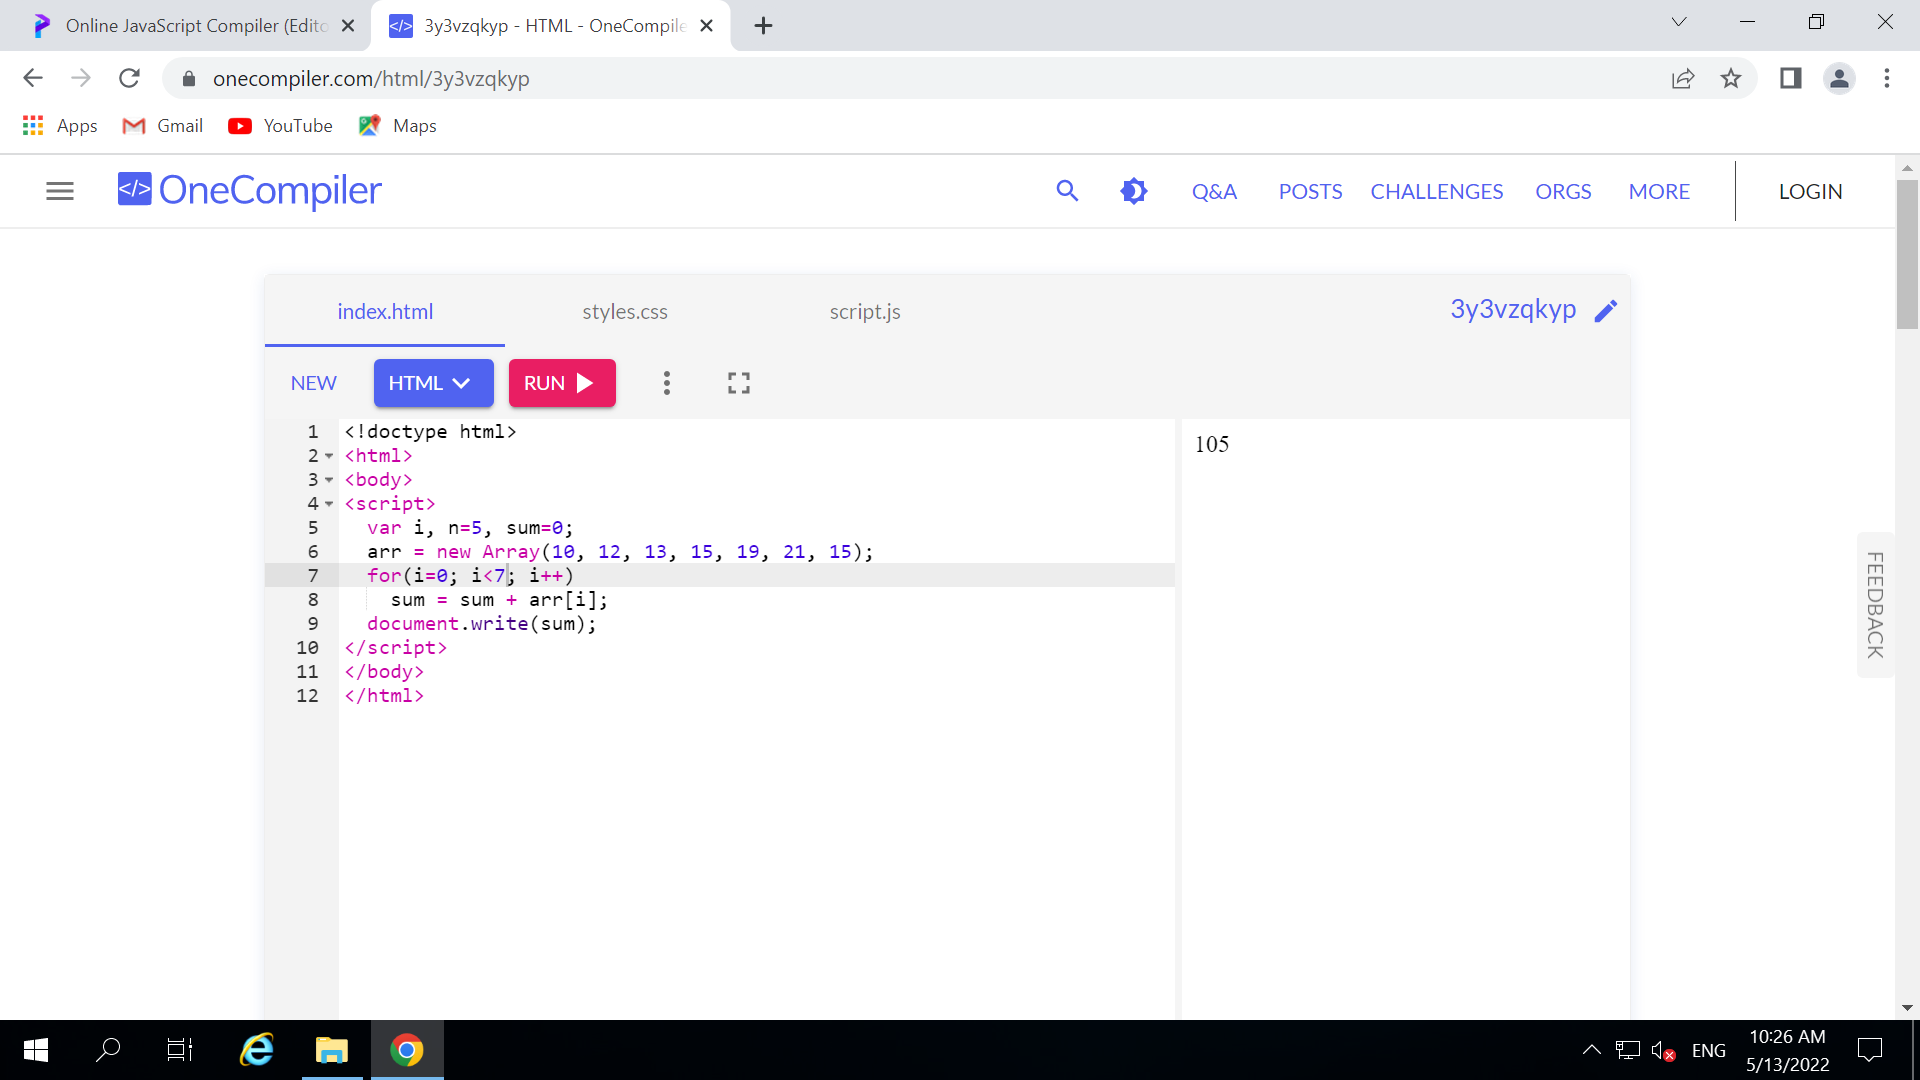 Online JavaScript Compiler (Edito
3y3vzqkyp - HTML - OneCompile
onecompiler.com/html/3y3vzqkyp
Apps Gmail YouTube Maps
</> OneCompiler Q&A POSTS CHALLENGES ORGS MORE LOGIN
index.html styles.css script.js 3y3vzqkyp
NEW HTML RUN
1 <!doctype html>
2 <html>
3 <body>
4 <script>
5 var i, n=5, sum=0;
6 arr = new Array(10, 12, 13, 15, 19, 21, 15);
7 for(i=0; i<7; i++)
8 sum = sum + arr[i];
9 document.write(sum);
10 </script>
11 </body>
12 </html>
105
FEEDBACK
ENG
10:26 AM
5/13/2022